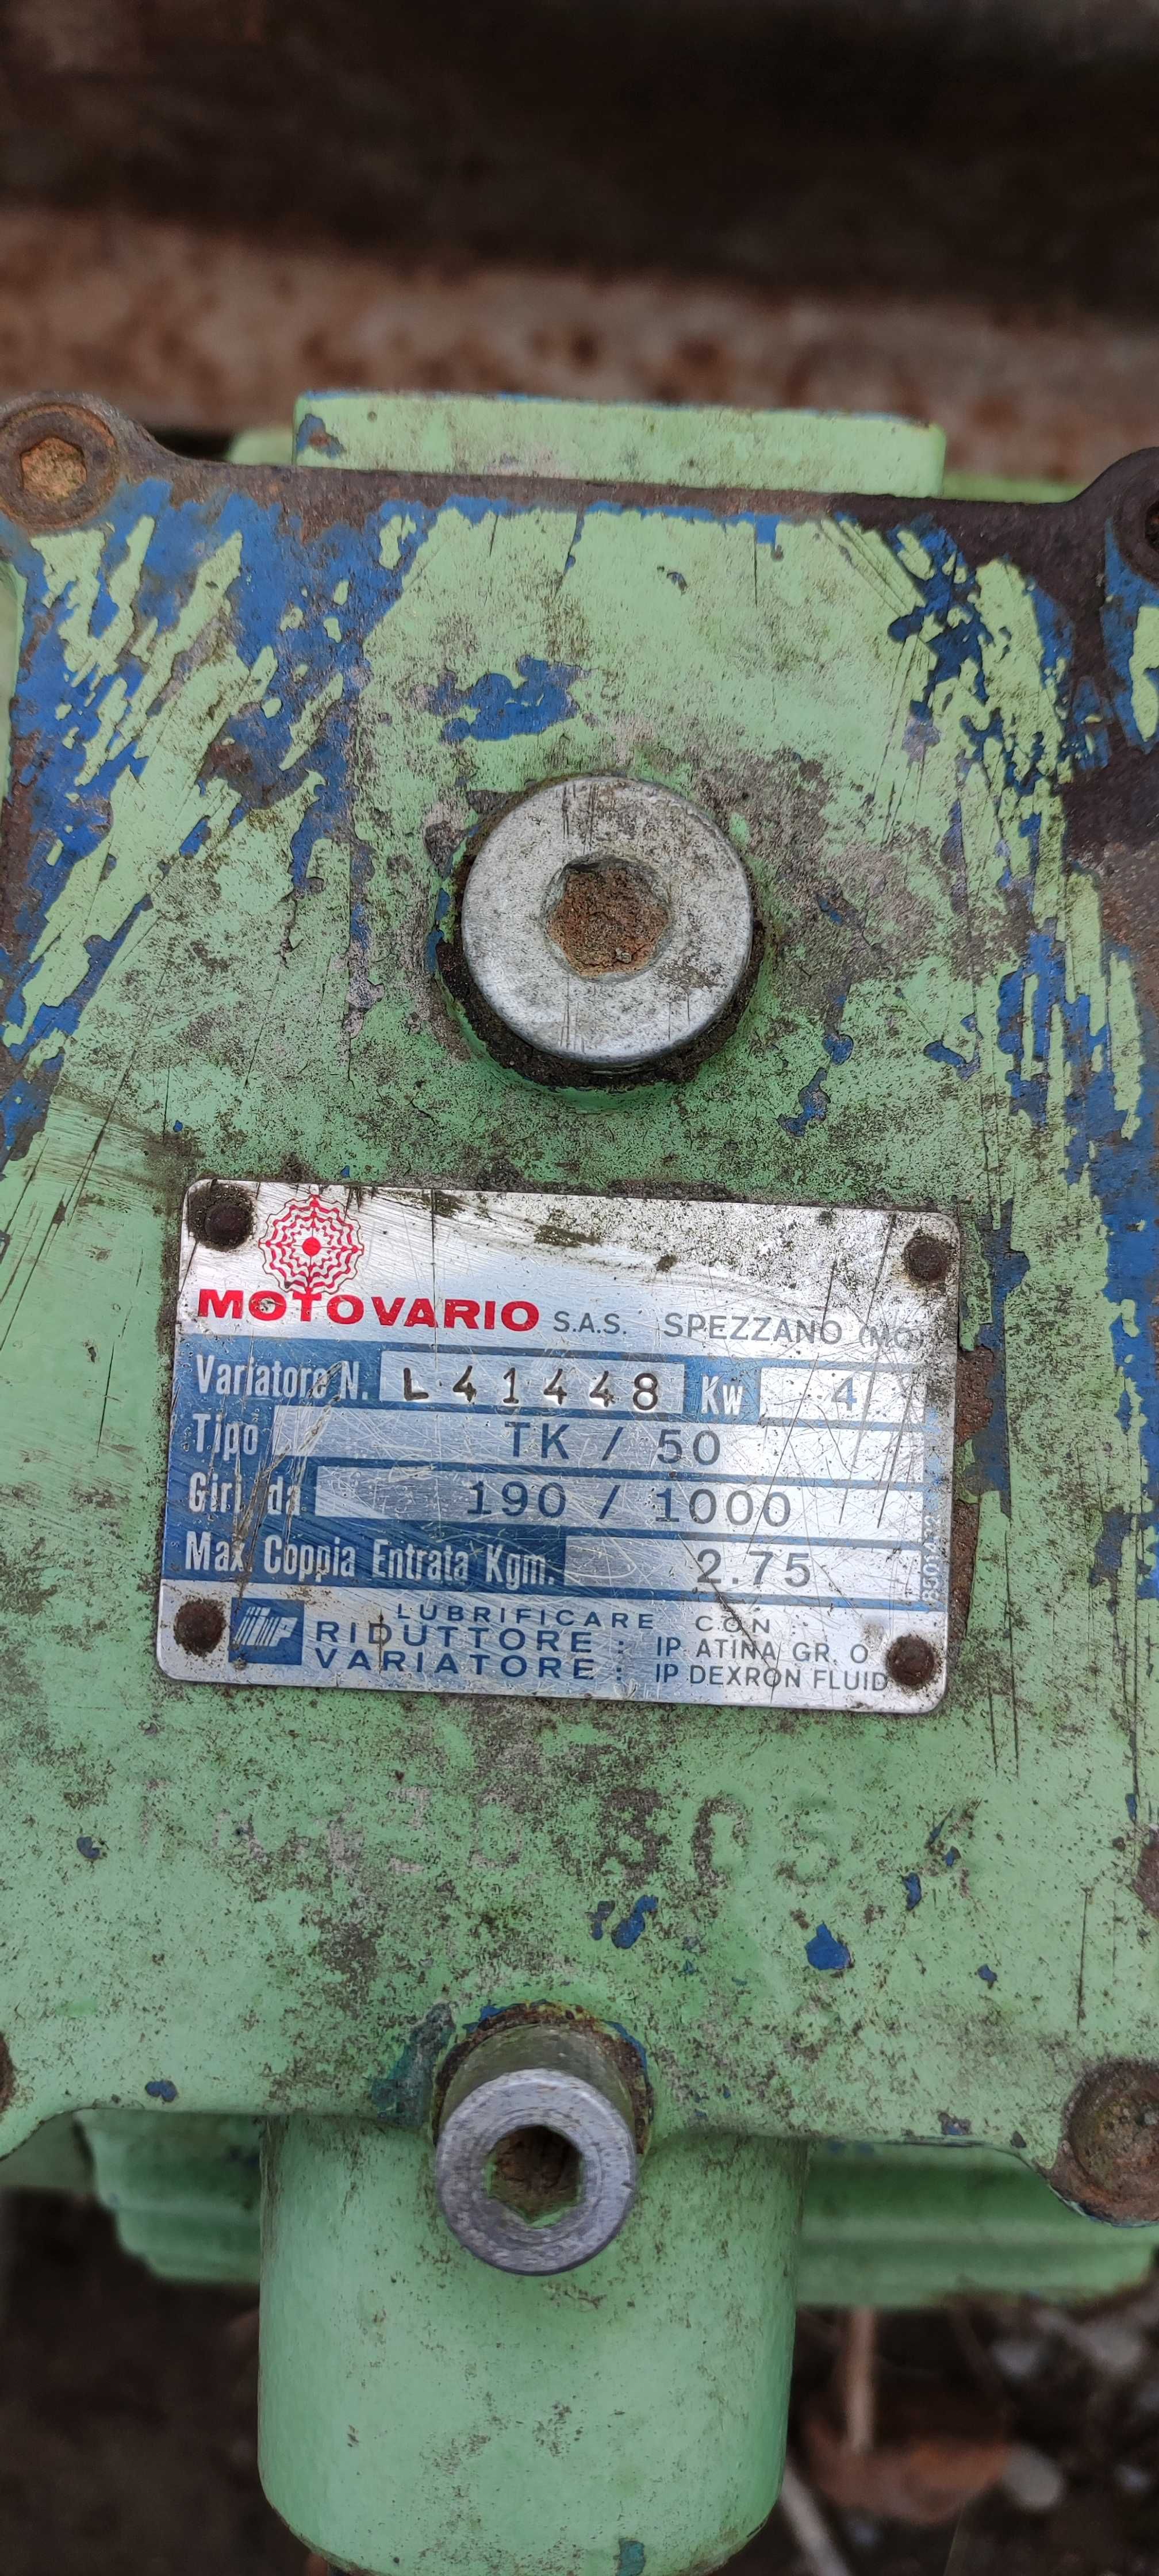 MOTOVARIO S.A.S. SPEZZANO (MO)
Variatore N. L41448 Kw 4
Tipo TK / 50
Giri da 190 / 1000
Max. Coppia Entrata Kgm. 2.75
LUBRIFICARE CON
IP RIDUTTORE : IP ATINA GR. O
VARIATORE : IP DEXRON FLUID